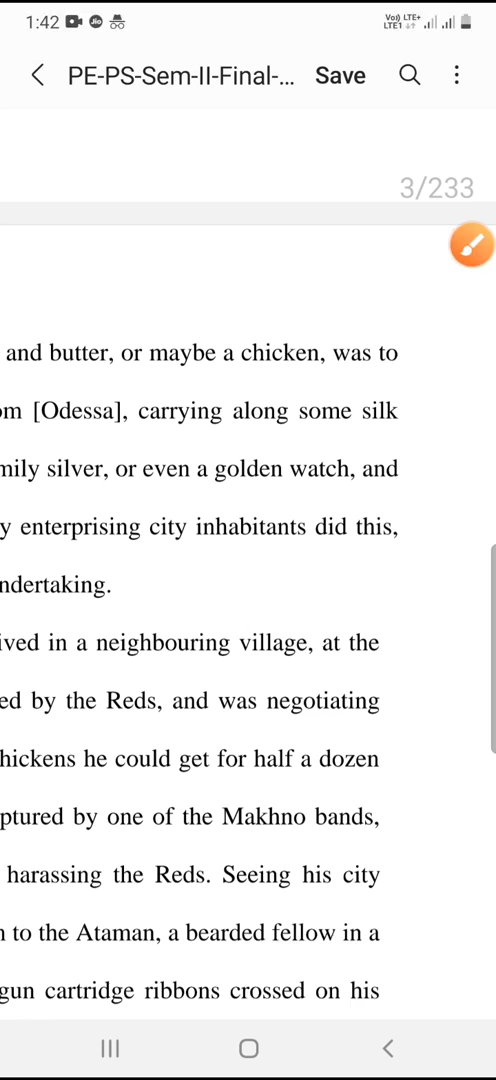 1:42 Jio Vo) LTE+ LTE1
PE-PS-Sem-II-Final-... Save
3/233
and butter, or maybe a chicken, was to
om [Odessa], carrying along some silk
mily silver, or even a golden watch, and
y enterprising city inhabitants did this,
ndertaking.
ived in a neighbouring village, at the
ed by the Reds, and was negotiating
hickens he could get for half a dozen
ptured by one of the Makhno bands,
harassing the Reds. Seeing his city
n to the Ataman, a bearded fellow in a
gun cartridge ribbons crossed on his